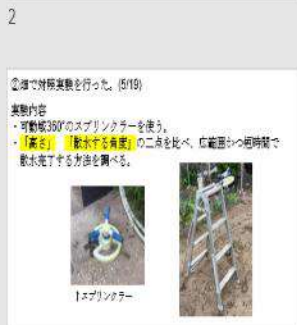 2
②畑で対照実験を行った。(5/19)
実験内容
・可動域360°のスプリンクラーを使う。
・「高さ」「散水する角度」の二点を比べ、広範囲かつ短時間で
散水完了する方法を調べる。
↑スプリンクラー